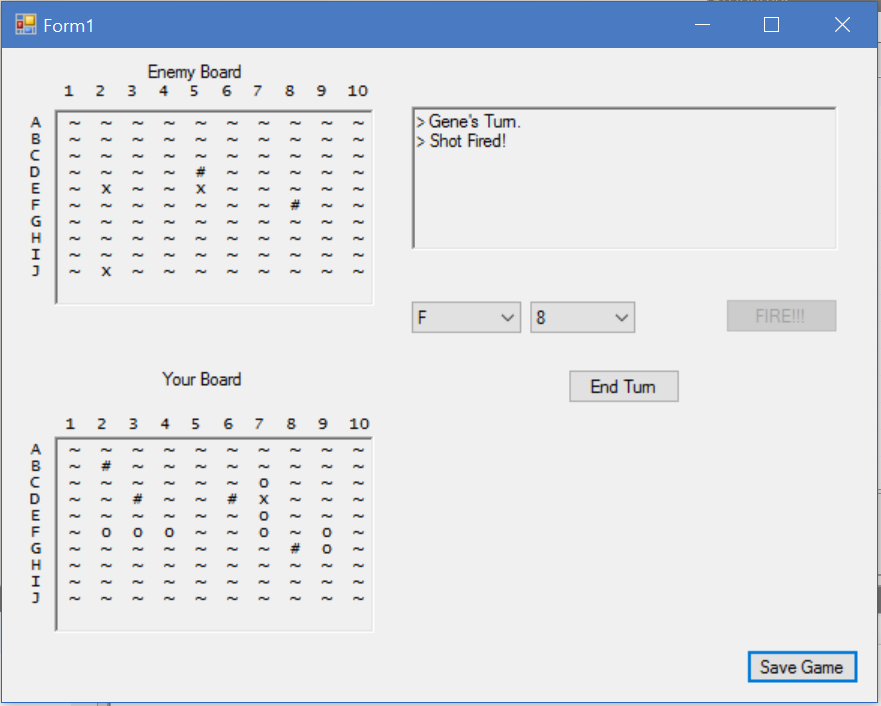 Form1
Enemy Board
1 2 3 4 5 6 7 8 9 10
A ~ ~ ~ ~ ~ ~ ~ ~ ~ ~
B ~ ~ ~ ~ ~ ~ ~ ~ ~ ~
C ~ ~ ~ ~ ~ ~ ~ ~ ~ ~
D ~ ~ ~ ~ # ~ ~ ~ ~ ~
E ~ x ~ ~ x ~ ~ ~ ~ ~
F ~ ~ ~ ~ ~ ~ ~ # ~ ~
G ~ ~ ~ ~ ~ ~ ~ ~ ~ ~
H ~ ~ ~ ~ ~ ~ ~ ~ ~ ~
I ~ ~ ~ ~ ~ ~ ~ ~ ~ ~
J ~ x ~ ~ ~ ~ ~ ~ ~ ~
> Gene's Turn.
> Shot Fired!
F 8 FIRE!!!
End Turn
Your Board
1 2 3 4 5 6 7 8 9 10
A ~ ~ ~ ~ ~ ~ ~ ~ ~ ~
B ~ # ~ ~ ~ ~ ~ ~ ~ ~
C ~ ~ ~ ~ ~ ~ o ~ ~ ~
D ~ ~ # ~ ~ # x ~ ~ ~
E ~ ~ ~ ~ ~ ~ o ~ ~ ~
F ~ o o o ~ ~ o ~ o ~
G ~ ~ ~ ~ ~ ~ ~ # o ~
H ~ ~ ~ ~ ~ ~ ~ ~ ~ ~
I ~ ~ ~ ~ ~ ~ ~ ~ ~ ~
J ~ ~ ~ ~ ~ ~ ~ ~ ~ ~
Save Game